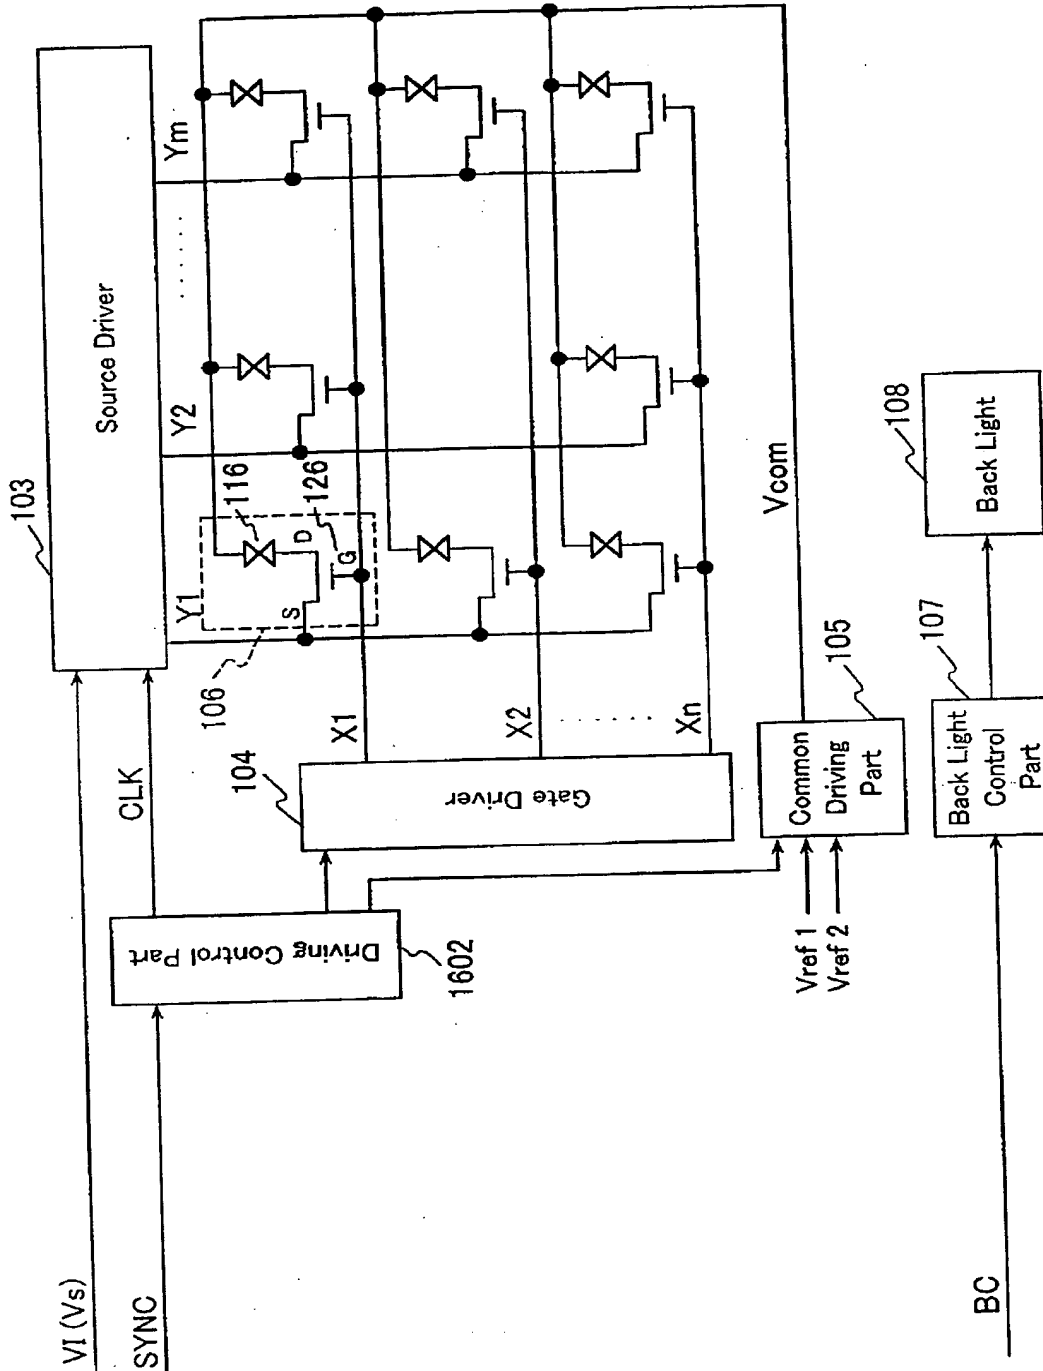 VI (Vs)
SYNC
CLK
103
Source Driver
Driving Control
Part
1602
104
Gate Driver
106
Y1
Y2
......
Ym
116
126
S
D
G
X1
X2
......
Xn
Vcom
Vref 1
Vref 2
105
Common
Driving
Part
BC
107
Back Light
Control
Part
108
Back Light